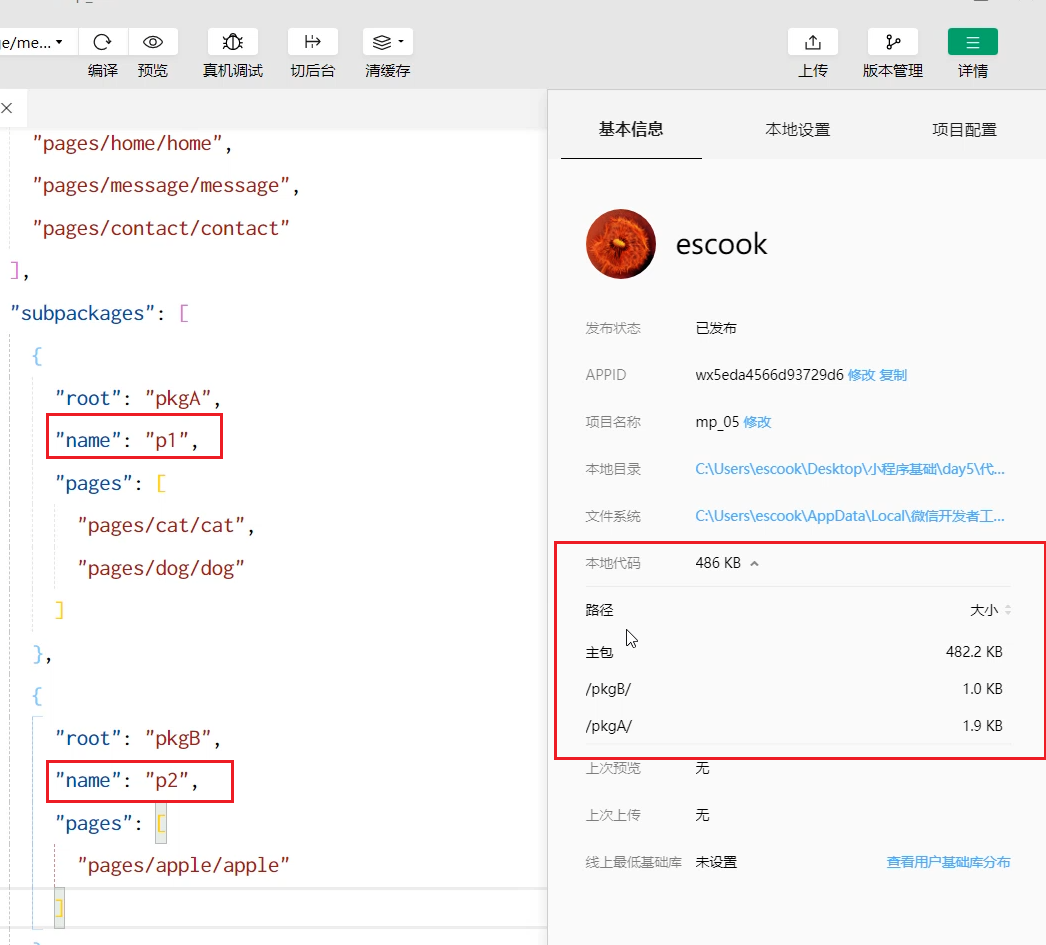 e/me...
编译
预览
真机调试
切后台
清缓存
上传
版本管理
详情
"pages/home/home",
"pages/message/message",
"pages/contact/contact"
],
"subpackages": [
{
"root": "pkgA",
"name": "p1",
"pages": [
"pages/cat/cat",
"pages/dog/dog"
]
},
{
"root": "pkgB",
"name": "p2",
"pages": [
"pages/apple/apple"
]
基本信息
本地设置
项目配置
escook
发布状态 已发布
APPID wx5eda4566d93729d6 修改 复制
项目名称 mp_05 修改
本地目录 C:\Users\escook\Desktop\小程序基础\day5\代...
文件系统 C:\Users\escook\AppData\Local\微信开发者工...
本地代码 486 KB
路径 大小
主包 482.2 KB
/pkgB/ 1.0 KB
/pkgA/ 1.9 KB
上次预览 无
上次上传 无
线上最低基础库 未设置 查看用户基础库分布